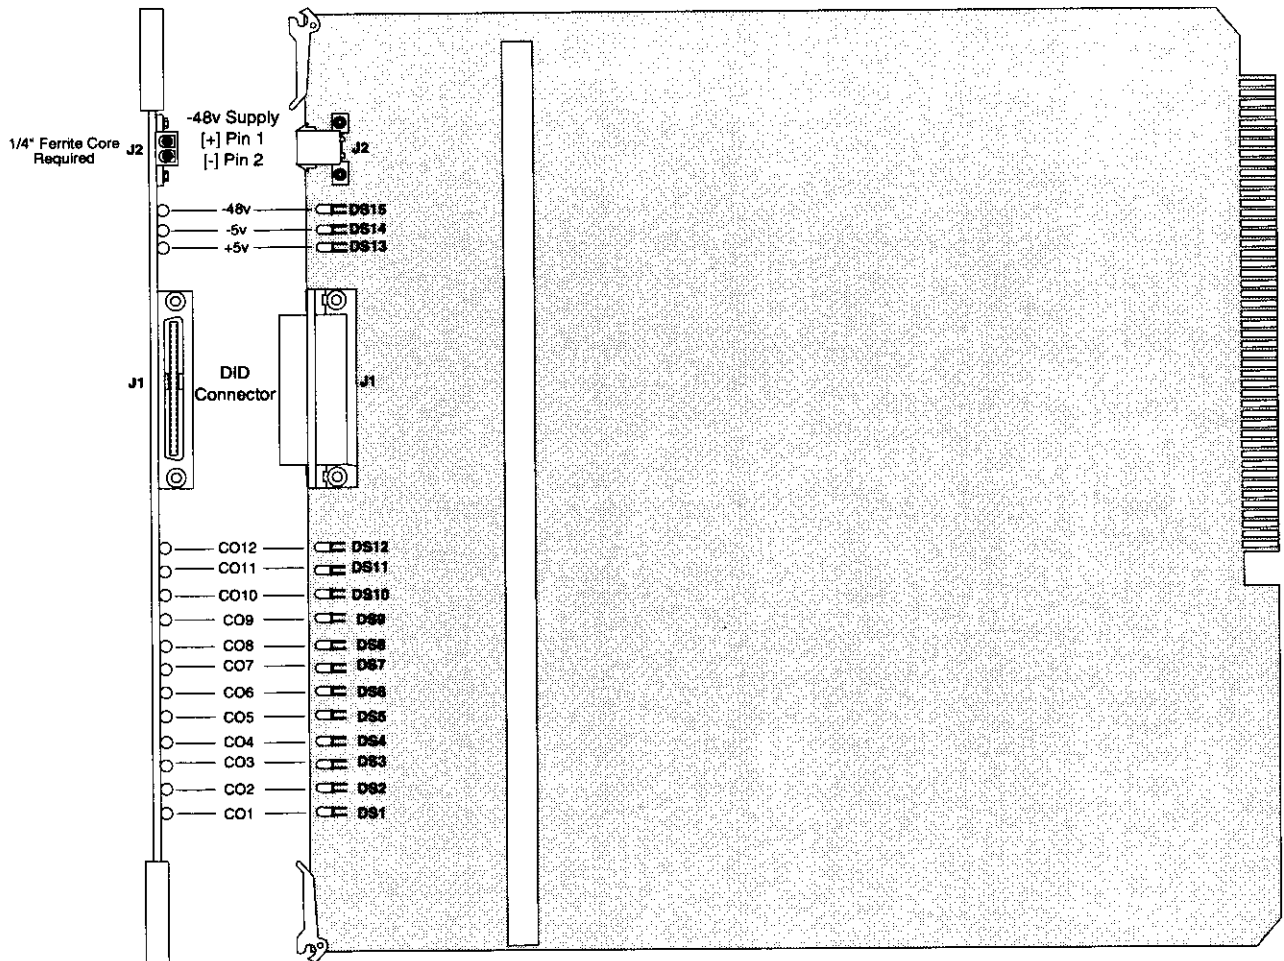 -48v Supply
1/4" Ferrite Core
Required
J2
[+] Pin 1
[-] Pin 2
J2
-48v
DS15
-5v
DS14
+5v
DS13
J1
DID
Connector
J1
CO12
DS12
CO11
DS11
CO10
DS10
CO9
DS9
CO8
DS8
CO7
DS7
CO6
DS6
CO5
DS5
CO4
DS4
CO3
DS3
CO2
DS2
CO1
DS1